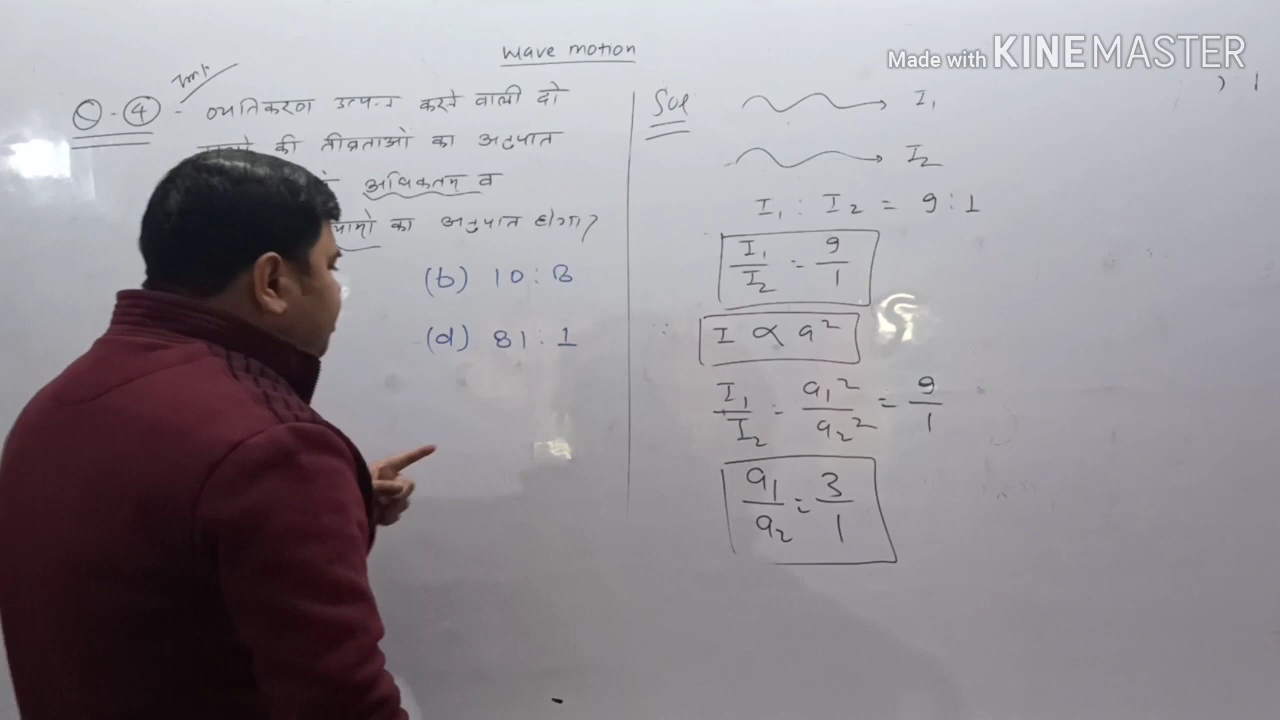 Made with KINEMASTER
wave motion
Imp
Q. 4 - व्यतिकरण उत्पन्न करने वाली दो
की तीव्रताओं का अनुपात
अधिकतम व
का अनुपात होगा?
(b) 10:8
(d) 81:1
Sol
I₁
I₂
I₁ : I₂ = 9:1
I₁/I₂ = 9/1
∵ I ∝ a²
I₁/I₂ = a₁²/a₂² = 9/1
a₁/a₂ = 3/1